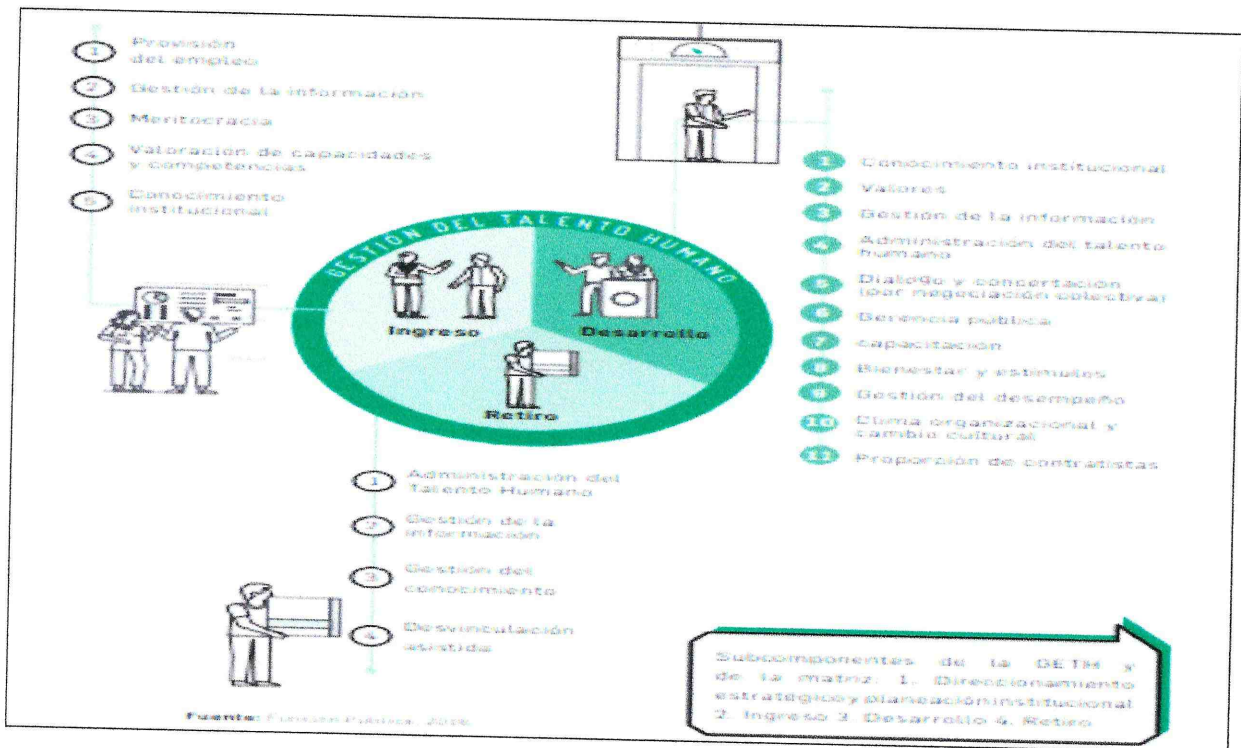 1 Provisión
del empleo
2 Gestión de la información
3 Meritocracia
4 Valoración de capacidades
y competencias
5 Conocimiento
institucional
GESTIÓN DEL TALENTO HUMANO
Ingreso
Desarrollo
Retiro
1 Conocimiento institucional
2 Valores
3 Gestión de la información
4 Administración del talento
humano
5 Dialogo y concertación
(por negociación colectiva)
6 Gerencia pública
7 capacitación
8 Bienestar y estímulos
9 Gestión del desempeño
10 Clima organizacional y
cambio cultural
11 Proporción de contratistas
1 Administración del
Talento Humano
2 Gestión de la
información
3 Gestión del
conocimiento
4 Desvinculación
asistida
Subcomponentes de la GETH y
de la matriz: 1. Direccionamiento
estratégico y planeación institucional
2. Ingreso 3. Desarrollo 4. Retiro
Fuente: Función Pública,